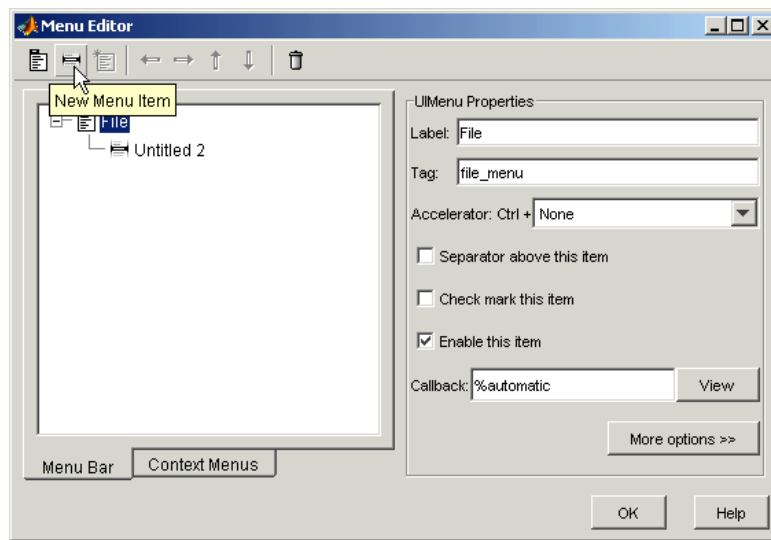 Menu Editor
New Menu Item
File
Untitled 2
Menu Bar
Context Menus
UIMenu Properties
Label: File
Tag: file_menu
Accelerator: Ctrl + None
Separator above this item
Check mark this item
Enable this item
Callback: %automatic View
More options >>
OK Help